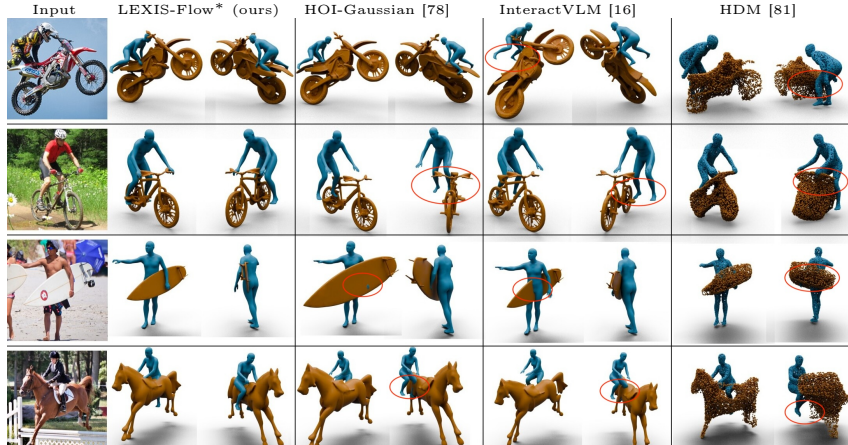 Input LEXIS-Flow* (ours) HOI-Gaussian [78] InteractVLM [16] HDM [81]